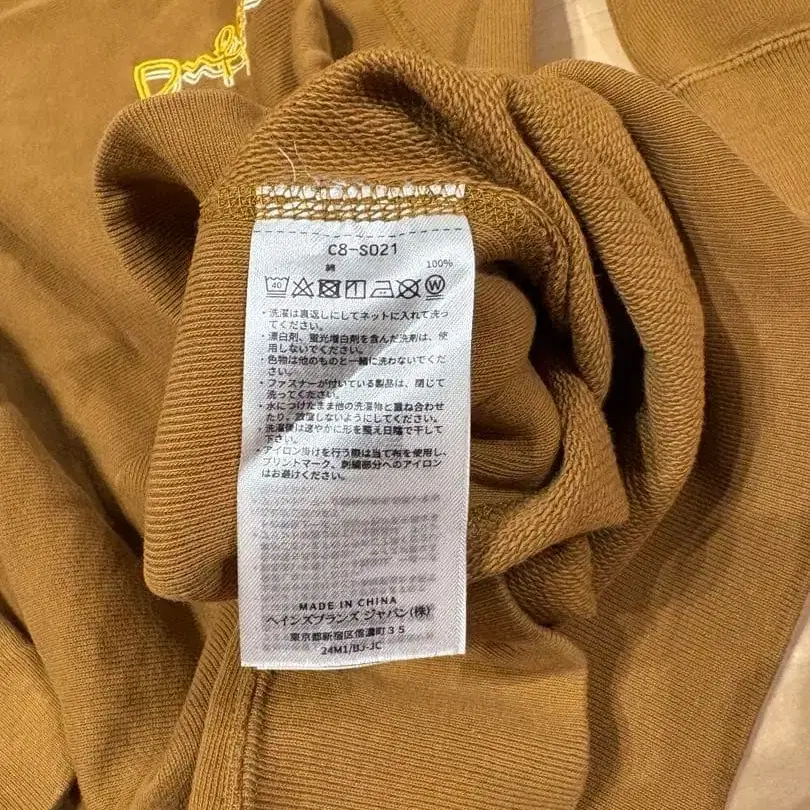 C8-S021
綿 100%
40 W
・洗濯は裏返しにしてネットに入れて洗っ
てください。
・漂白剤、蛍光増白剤を含んだ洗剤は、使
用しないでください。
・色物は他のものと一緒に洗わないでくだ
さい。
・ファスナーが付いている製品は、閉じて
洗ってください。
・水につけたまま他の洗濯物と重ね合わせ
たり、放置しないようにしてください。
・洗濯後は速やかに形を整え日陰で干して
下さい。
・アイロン掛けを行う際は当て布を使用し、
プリントマーク、刺繍部分へのアイロン
はお避けください。
MADE IN CHINA
ヘインズブランズ ジャパン(株)
東京都新宿区信濃町35
24M1/BJ-JC